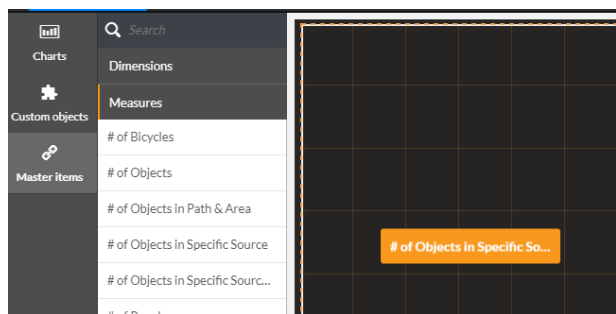 Charts
Custom objects
Master items
Search
Dimensions
Measures
# of Bicycles
# of Objects
# of Objects in Path & Area
# of Objects in Specific Source
# of Objects in Specific Sourc...
# of Objects in Specific So...